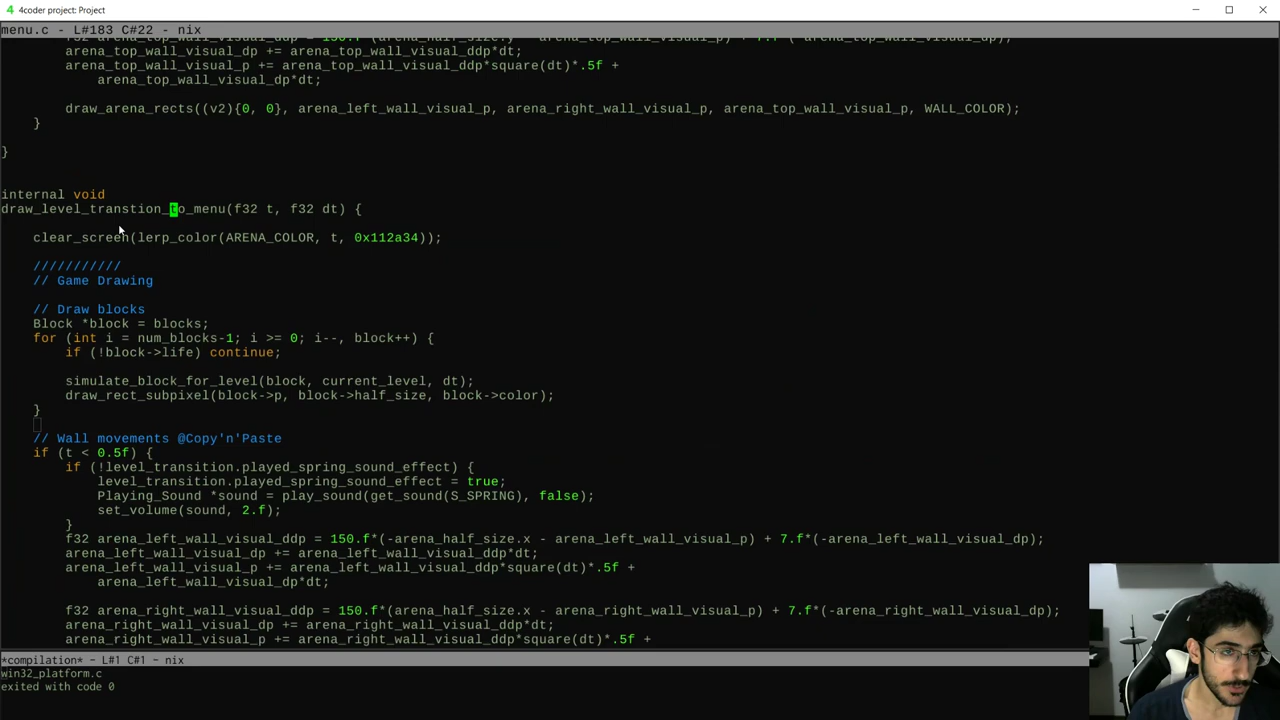 4coder project: Project
menu.c - L#183 C#22 - nix
arena_top_wall_visual_dp += arena_top_wall_visual_ddp*dt;
arena_top_wall_visual_p += arena_top_wall_visual_ddp*square(dt)*.5f +
arena_top_wall_visual_dp*dt;
draw_arena_rects((v2){0, 0}, arena_left_wall_visual_p, arena_right_wall_visual_p, arena_top_wall_visual_p, WALL_COLOR);
}
}
internal void
draw_level_transtion_to_menu(f32 t, f32 dt) {
clear_screen(lerp_color(ARENA_COLOR, t, 0x112a34));
///////////
// Game Drawing
// Draw blocks
Block *block = blocks;
for (int i = num_blocks-1; i >= 0; i--, block++) {
if (!block->life) continue;
simulate_block_for_level(block, current_level, dt);
draw_rect_subpixel(block->p, block->half_size, block->color);
}
// Wall movements @Copy'n'Paste
if (t < 0.5f) {
if (!level_transition.played_spring_sound_effect) {
level_transition.played_spring_sound_effect = true;
Playing_Sound *sound = play_sound(get_sound(S_SPRING), false);
set_volume(sound, 2.f);
}
f32 arena_left_wall_visual_ddp = 150.f*(-arena_half_size.x - arena_left_wall_visual_p) + 7.f*(-arena_left_wall_visual_dp);
arena_left_wall_visual_dp += arena_left_wall_visual_ddp*dt;
arena_left_wall_visual_p += arena_left_wall_visual_ddp*square(dt)*.5f +
arena_left_wall_visual_dp*dt;
f32 arena_right_wall_visual_ddp = 150.f*(arena_half_size.x - arena_right_wall_visual_p) + 7.f*(-arena_right_wall_visual_dp);
arena_right_wall_visual_dp += arena_right_wall_visual_ddp*dt;
arena_right_wall_visual_p += arena_right_wall_visual_ddp*square(dt)*.5f +
*compilation* - L#1 C#1 - nix
win32_platform.c
exited with code 0